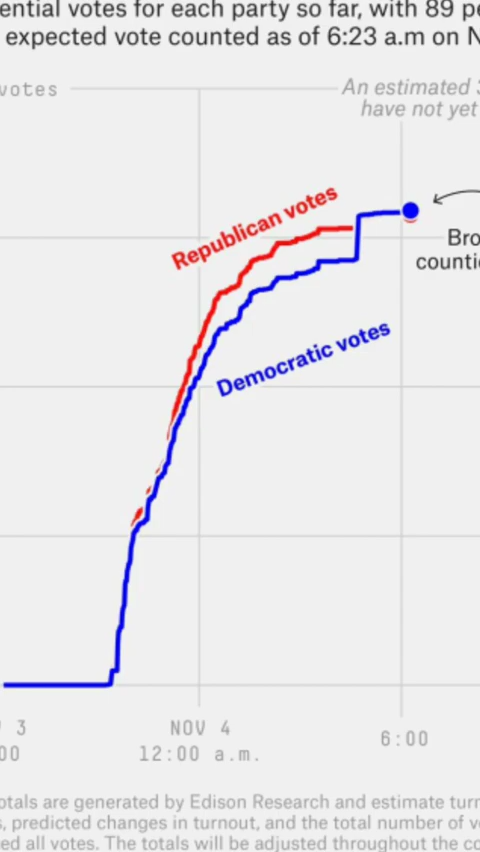 ential votes for each party so far, with 89 pe
expected vote counted as of 6:23 a.m on N
votes
An estimated 3
have not yet
Republican votes
Bro
countie
Democratic votes
3
00
NOV 4
12:00 a.m.
6:00
otals are generated by Edison Research and estimate turn
s, predicted changes in turnout, and the total number of v
ed all votes. The totals will be adjusted throughout the co